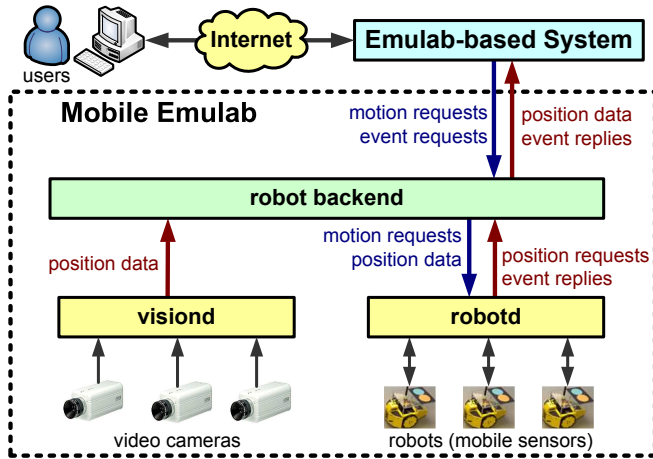 Internet
Emulab-based System
users
Mobile Emulab
motion requests
event requests
position data
event replies
robot backend
position data
motion requests
position data
position requests
event replies
visiond
robotd
video cameras
robots (mobile sensors)